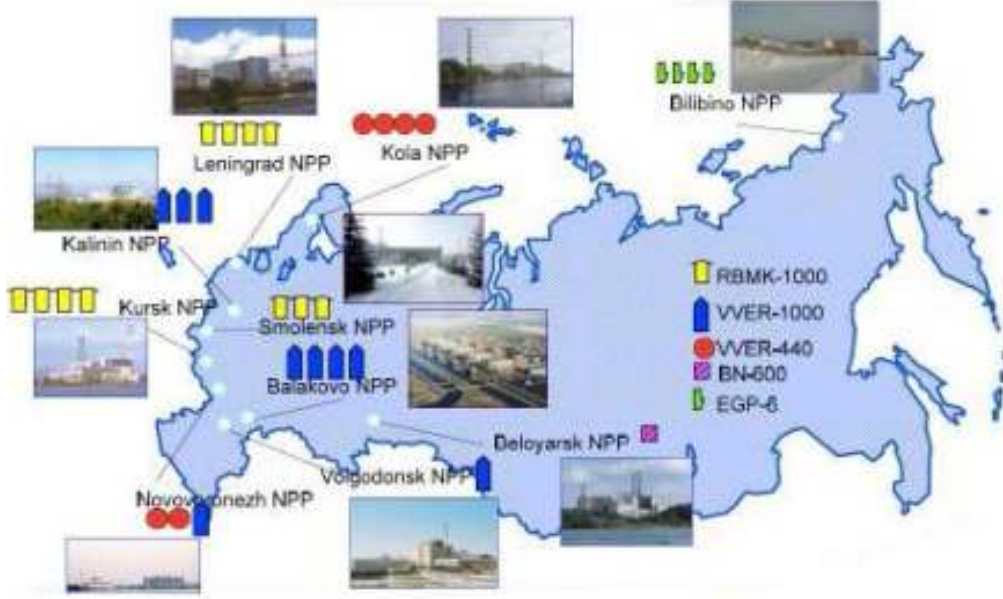 Bilibino NPP
Leningrad NPP
Kola NPP
Kalinin NPP
RBMK-1000
Kursk NPP
VVER-1000
Smolensk NPP
VVER-440
BN-600
Balakovo NPP
EGP-6
Beloyarsk NPP
Volgodonsk NPP
Novovoronezh NPP